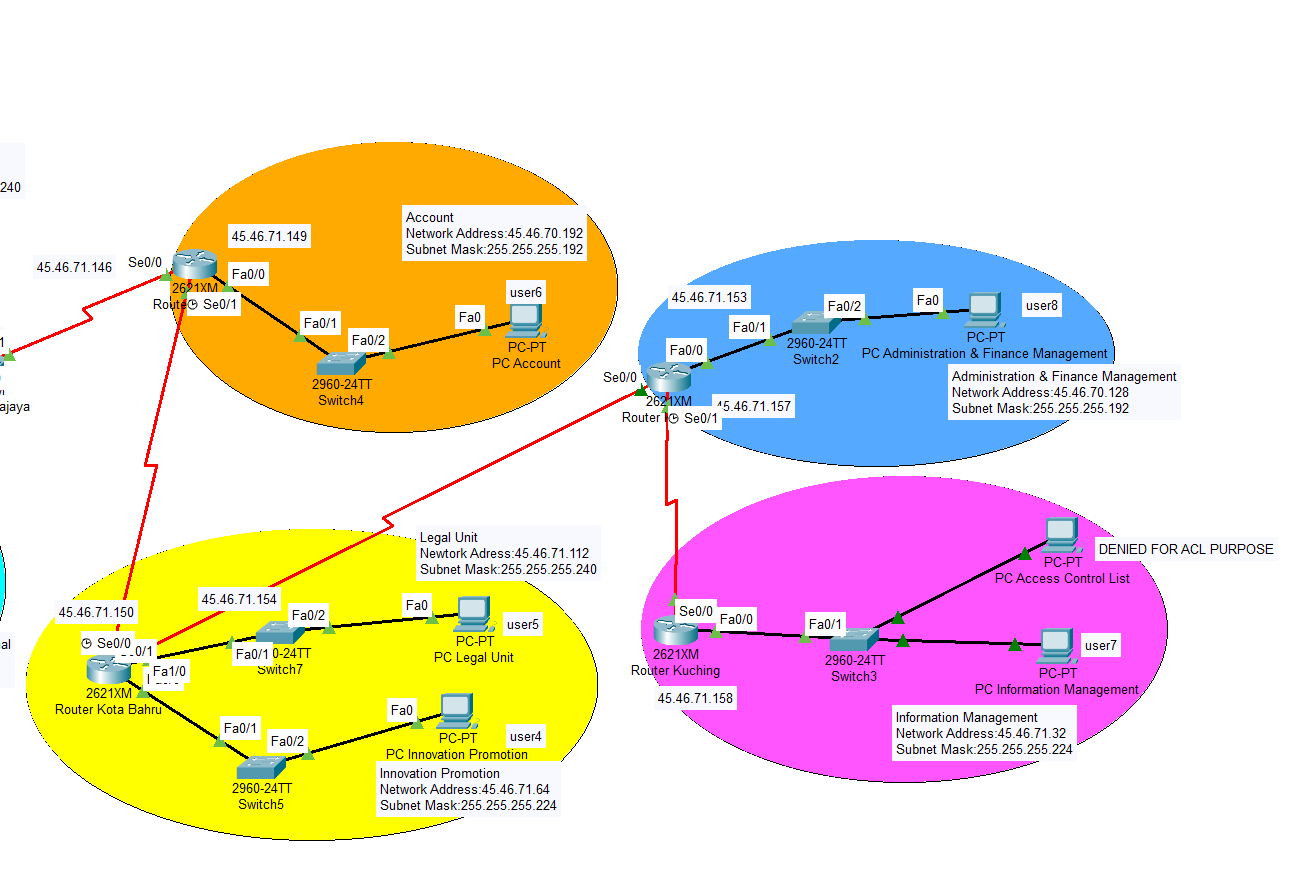 240
45.46.71.149
45.46.71.146
Se0/0
Fa0/0
2621XM
Se0/1
Account
Network Address:45.46.70.192
Subnet Mask:255.255.255.192
user6
Fa0/1
Fa0/2
Fa0
PC-PT
PC Account
2960-24TT
Switch4
1
ajaya
45.46.71.153
Fa0/2
Fa0
user8
Fa0/1
2960-24TT
Switch2
PC-PT
PC Administration & Finance Management
Fa0/0
Se0/0
2621XM
Router
Se0/1
45.46.71.157
Administration & Finance Management
Network Address:45.46.70.128
Subnet Mask:255.255.255.192
Legal Unit
Newtork Adress:45.46.71.112
Subnet Mask:255.255.255.240
45.46.71.154
45.46.71.150
Fa0/2
Fa0
user5
PC-PT
PC Legal Unit
Se0/0
0/1
Fa0/1
0-24TT
Switch7
Fa1/0
2621XM
Router Kota Bahru
Fa0/1
Fa0/2
Fa0
user4
PC-PT
PC Innovation Promotion
2960-24TT
Switch5
Innovation Promotion
Network Address:45.46.71.64
Subnet Mask:255.255.255.224
al
DENIED FOR ACL PURPOSE
PC-PT
PC Access Control List
Se0/0
Fa0/0
Fa0/1
2621XM
Router Kuching
45.46.71.158
2960-24TT
Switch3
user7
PC-PT
PC Information Management
Information Management
Network Address:45.46.71.32
Subnet Mask:255.255.255.224